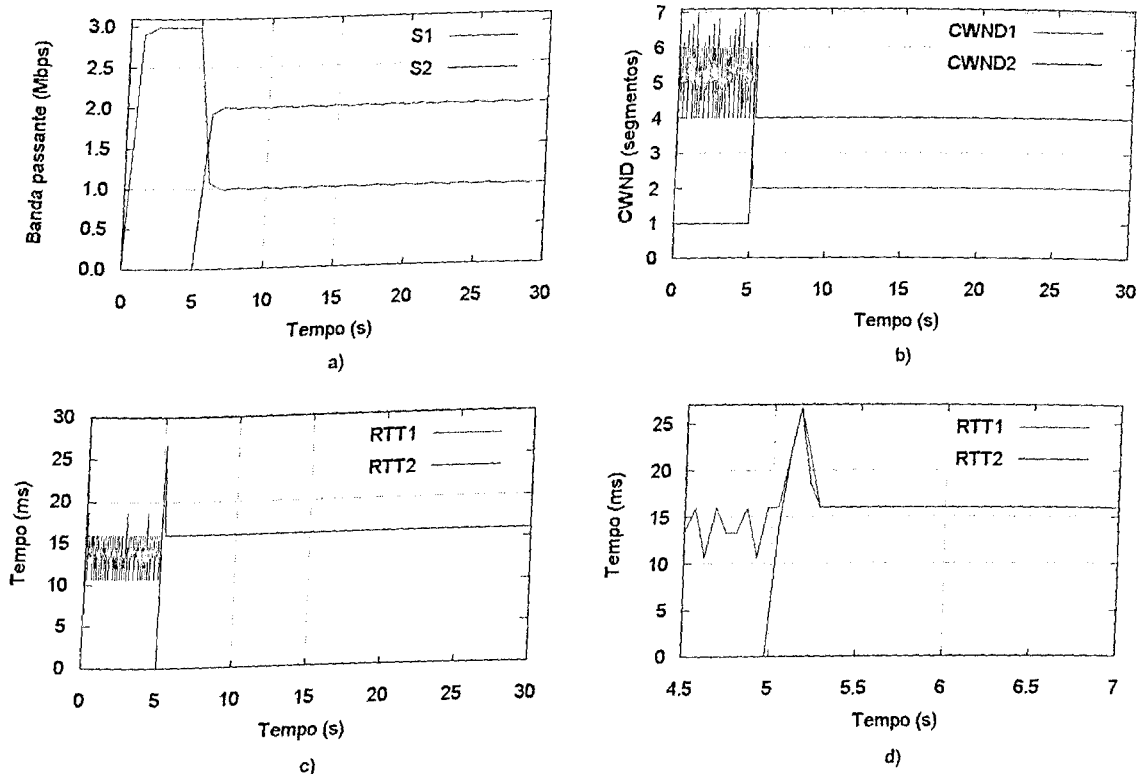 Banda passante (Mbps)
3.0
2.5
2.0
1.5
1.0
0.5
0.0
S1
S2
0 5 10 15 20 25 30
Tempo (s)
a)
CWND (segmentos)
7
6
5
4
3
2
1
0
CWND1
CWND2
0 5 10 15 20 25 30
Tempo (s)
b)
Tempo (ms)
30
25
20
15
10
5
0
RTT1
RTT2
0 5 10 15 20 25 30
Tempo (s)
c)
Tempo (ms)
25
20
15
10
5
0
RTT1
RTT2
4.5 5 5.5 6 6.5 7
Tempo (s)
d)